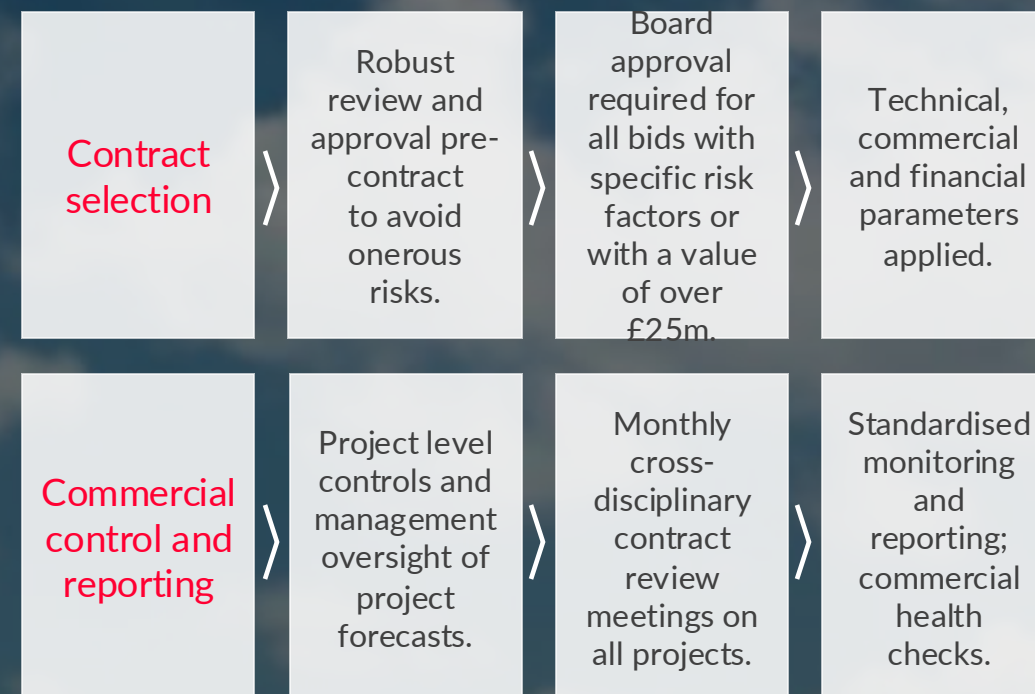 Contract
selection
Robust
review and
approval pre-
contract
to avoid
onerous
risks.
Board
approval
required for
all bids with
specific risk
factors or
with a value
of over
£25m.
Technical,
commercial
and financial
parameters
applied.
Commercial
control and
reporting
Project level
controls and
management
oversight of
project
forecasts.
Monthly
cross-
disciplinary
contract
review
meetings on
all projects.
Standardised
monitoring
and
reporting;
commercial
health
checks.